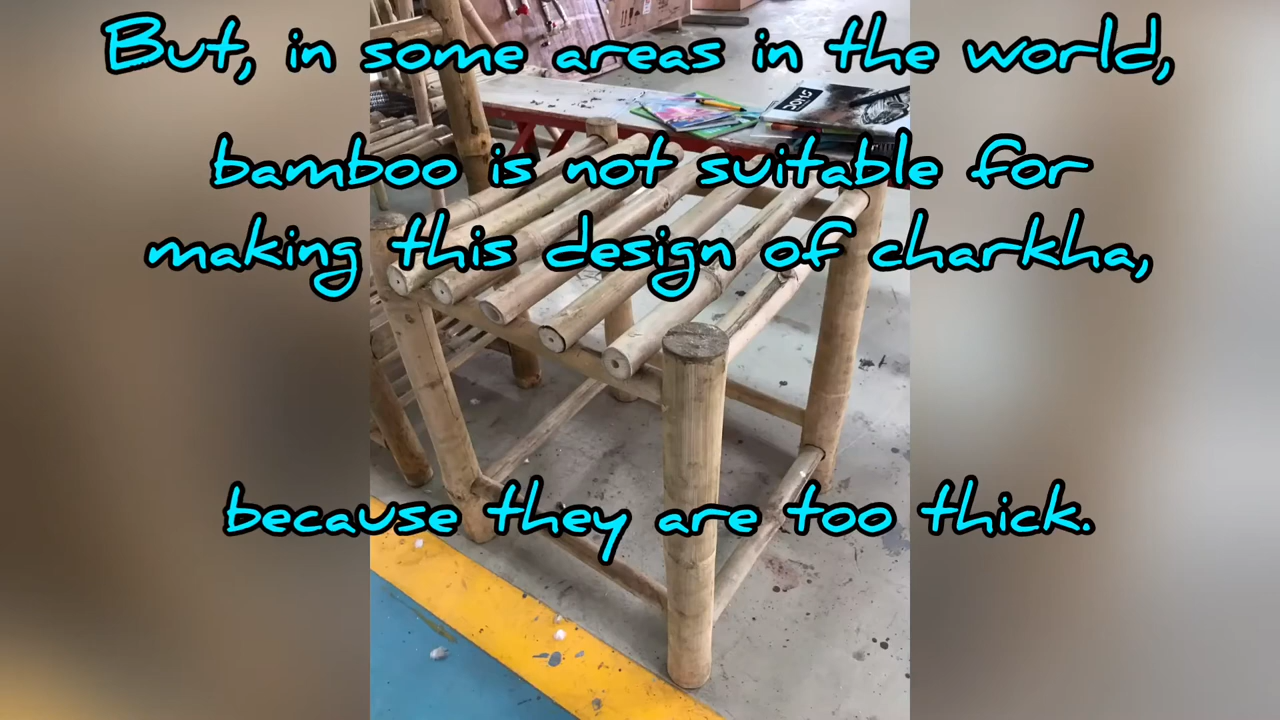 But, in some areas in the world,
bamboo is not suitable for
making this design of charkha,
because they are too thick.